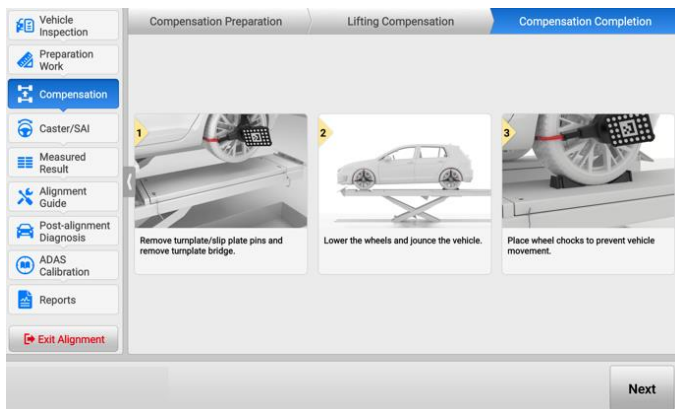 Vehicle
Inspection
Preparation
Work
Compensation
Caster/SAI
Measured
Result
Alignment
Guide
Post-alignment
Diagnosis
ADAS
Calibration
Reports
Exit Alignment
Compensation Preparation
Lifting Compensation
Compensation Completion
1
Remove turnplate/slip plate pins and
remove turnplate bridge.
2
Lower the wheels and jounce the vehicle.
3
Place wheel chocks to prevent vehicle
movement.
Next